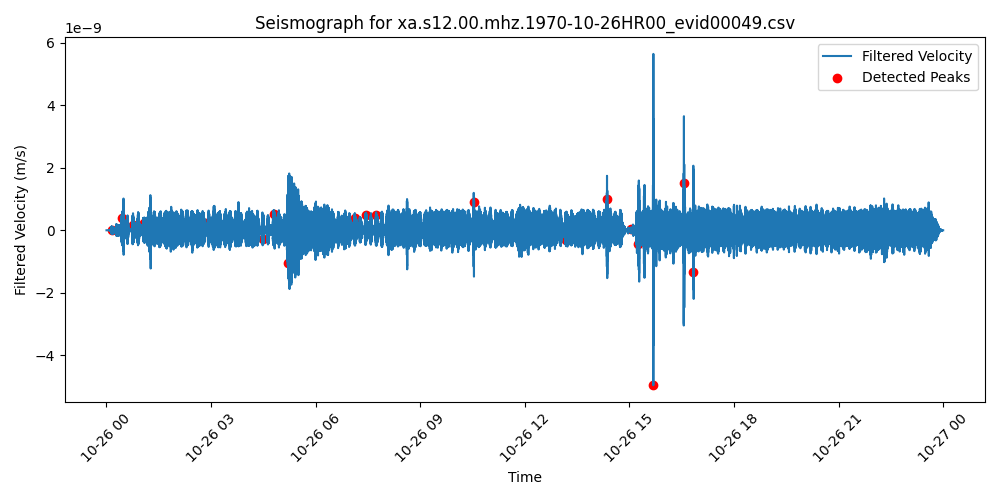 Seismograph for xa.s12.00.mhz.1970-10-26HR00_evid00049.csv
1e−9
Filtered Velocity
Detected Peaks
6
4
2
0
−2
−4
Filtered Velocity (m/s)
10-26 00
10-26 03
10-26 06
10-26 09
10-26 12
10-26 15
10-26 18
10-26 21
10-27 00
Time